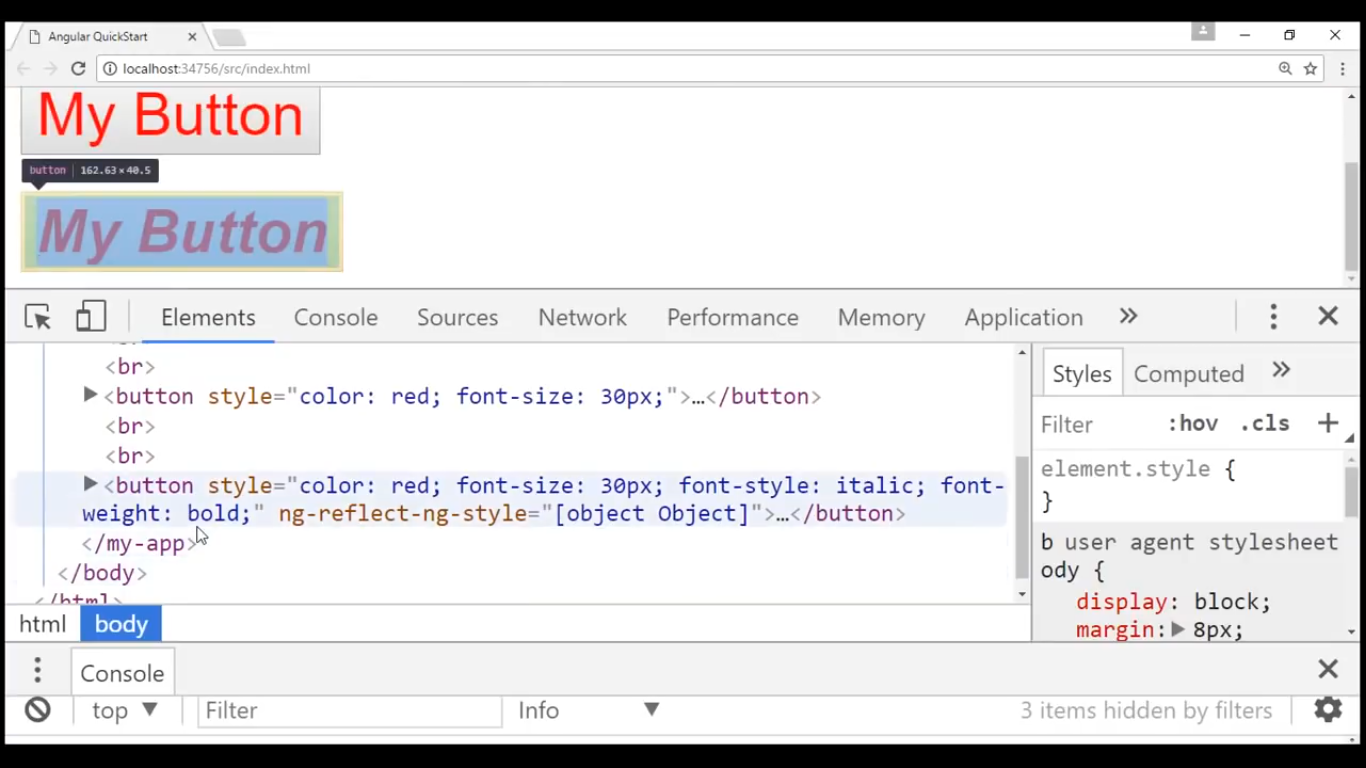 Angular QuickStart
localhost:34756/src/index.html
My Button
button 162.63×40.5
My Button
Elements Console Sources Network Performance Memory Application »
<br>
▶<button style="color: red; font-size: 30px;">…</button>
<br>
<br>
▶<button style="color: red; font-size: 30px; font-style: italic; font-
weight: bold;" ng-reflect-ng-style="[object Object]">…</button>
</my-app>
</body>
</html>
html body
Styles Computed »
Filter :hov .cls +
element.style {
}
b user agent stylesheet
ody {
display: block;
margin:▶ 8px;
Console
top ▼ Filter Info ▼ 3 items hidden by filters